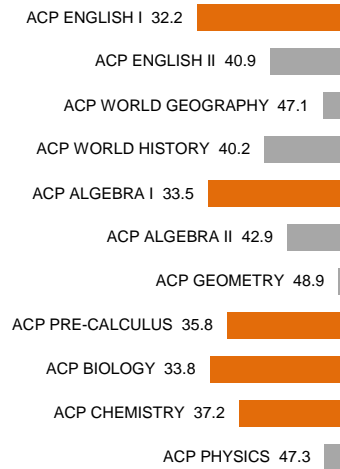 ACP ENGLISH I 32.2
ACP ENGLISH II 40.9
ACP WORLD GEOGRAPHY 47.1
ACP WORLD HISTORY 40.2
ACP ALGEBRA I 33.5
ACP ALGEBRA II 42.9
ACP GEOMETRY 48.9
ACP PRE-CALCULUS 35.8
ACP BIOLOGY 33.8
ACP CHEMISTRY 37.2
ACP PHYSICS 47.3